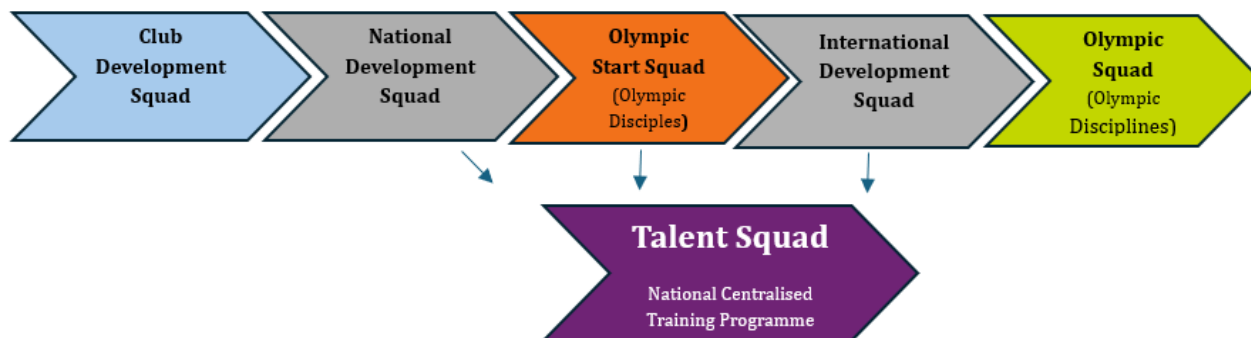 Club
Development
Squad
National
Development
Squad
Olympic
Start Squad
(Olympic
Disciples)
International
Development
Squad
Olympic
Squad
(Olympic
Disciplines)
Talent Squad
National Centralised
Training Programme